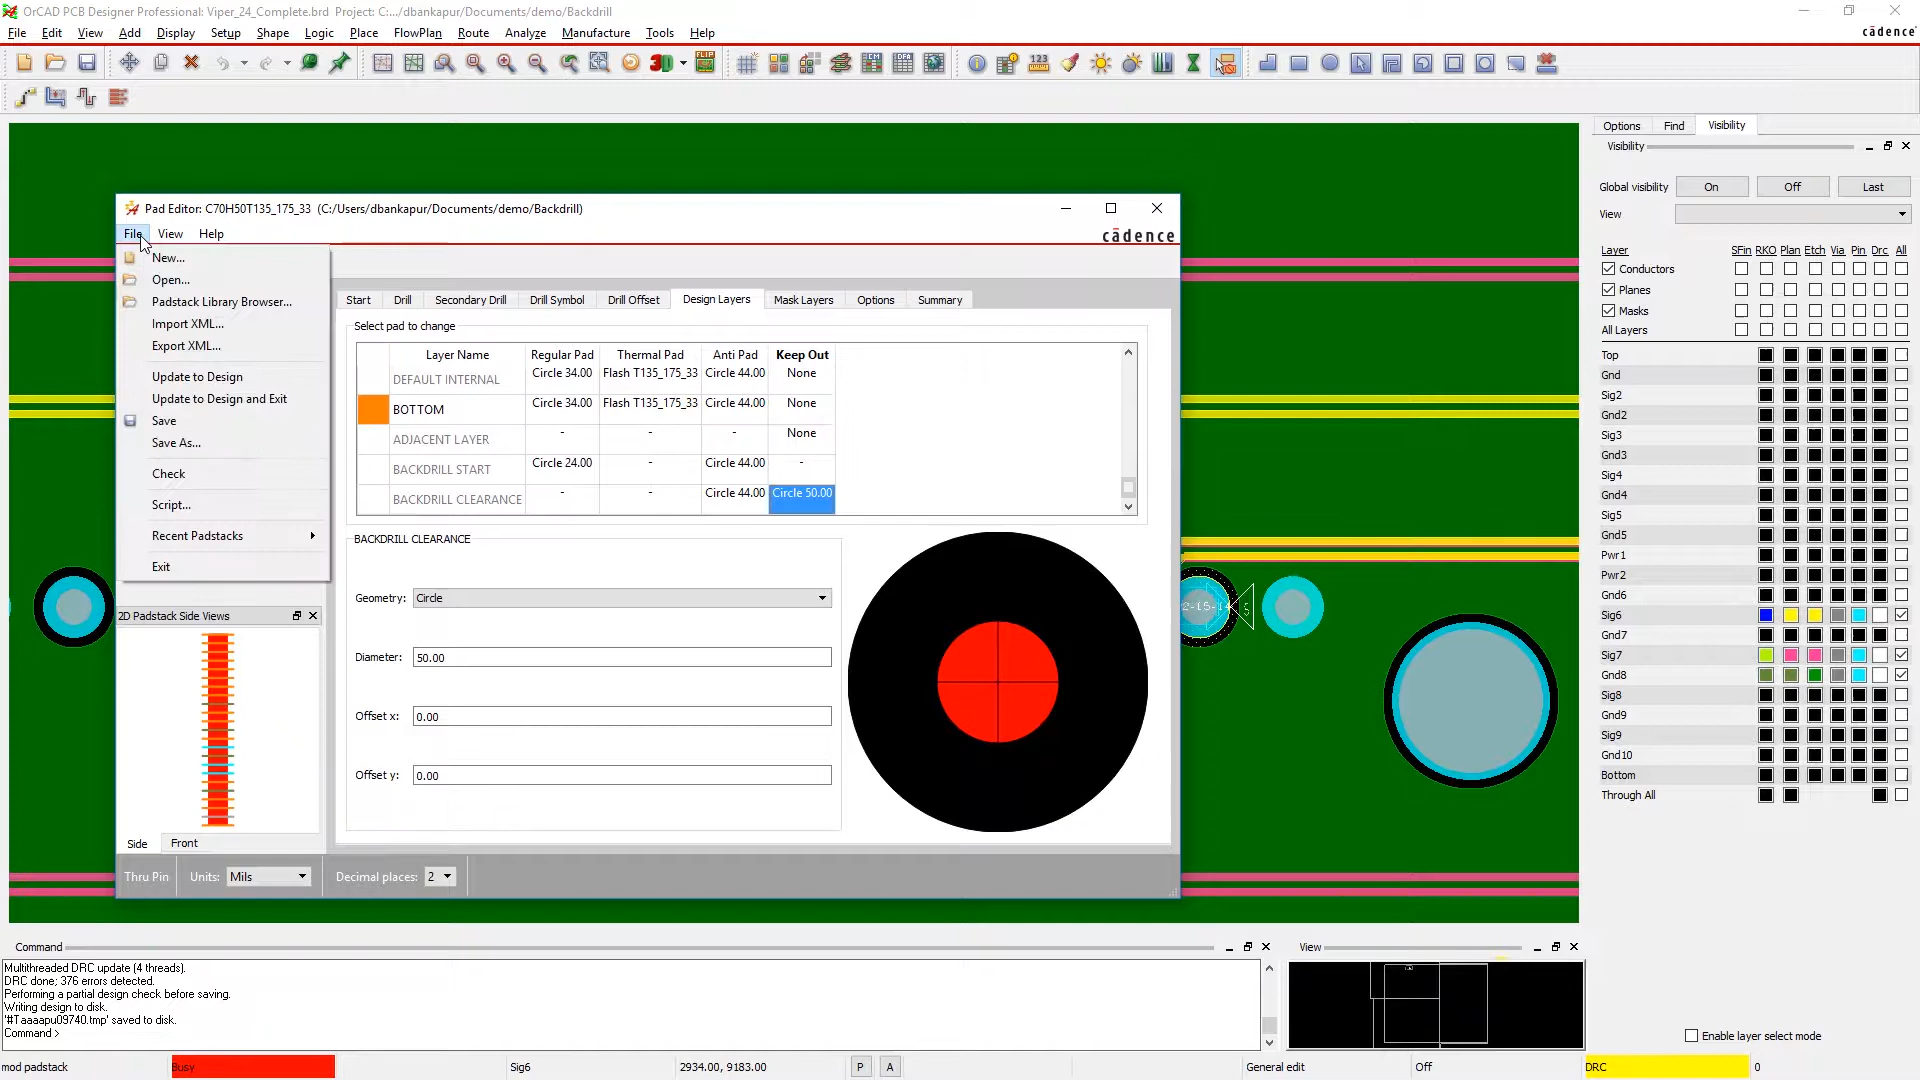 OrCAD PCB Designer Professional: Viper_24_Complete.brd Project: C:.../dbankapur/Documents/demo/Backdrill
File Edit View Add Display Setup Shape Logic Place FlowPlan Route Analyze Manufacture Tools Help
cādence
Options Find Visibility
Visibility
Global visibility On Off Last
View
Layer SFin RKO Plan Etch Via Pin Drc All
Conductors
Planes
Masks
All Layers
Top
Gnd
Sig2
Gnd2
Sig3
Gnd3
Sig4
Gnd4
Sig5
Gnd5
Pwr1
Pwr2
Gnd6
Sig6
Gnd7
Sig7
Gnd8
Sig8
Gnd9
Sig9
Gnd10
Bottom
Through All
Enable layer select mode
Pad Editor: C70H50T135_175_33 (C:/Users/dbankapur/Documents/demo/Backdrill)
File View Help
cādence
New...
Open...
Padstack Library Browser...
Import XML...
Export XML...
Update to Design
Update to Design and Exit
Save
Save As...
Check
Script...
Recent Padstacks
Exit
Start Drill Secondary Drill Drill Symbol Drill Offset Design Layers Mask Layers Options Summary
Select pad to change
Layer Name Regular Pad Thermal Pad Anti Pad Keep Out
DEFAULT INTERNAL Circle 34.00 Flash T135_175_33 Circle 44.00 None
BOTTOM Circle 34.00 Flash T135_175_33 Circle 44.00 None
ADJACENT LAYER - - - None
BACKDRILL START Circle 24.00 - Circle 44.00 -
BACKDRILL CLEARANCE - - Circle 44.00 Circle 50.00
BACKDRILL CLEARANCE
Geometry: Circle
Diameter: 50.00
Offset x: 0.00
Offset y: 0.00
2D Padstack Side Views
Side Front
Thru Pin Units: Mils Decimal places: 2
Command
Multithreaded DRC update (4 threads).
DRC done; 376 errors detected.
Performing a partial design check before saving.
Writing design to disk.
'#Taaaapu09740.tmp' saved to disk.
Command >
View
mod padstack Busy Sig6 2934.00, 9183.00 P A General edit Off DRC 0